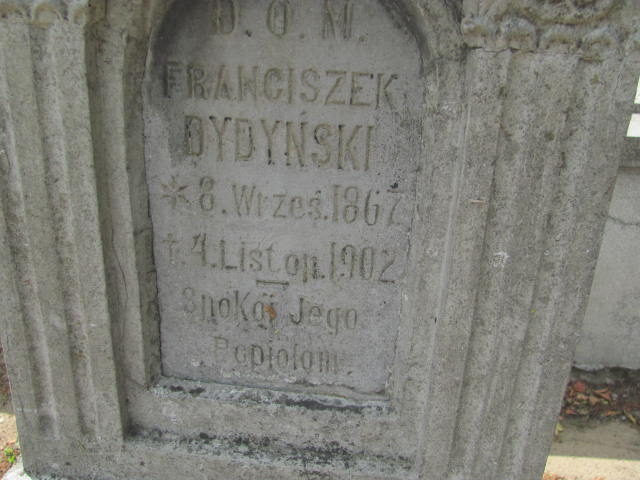 D. O. M.
FRANCISZEK
DYDYŃSKI
* 8. Wrześ. 1867
†. 4. Listop. 1902
Spokój Jego
Popiołom